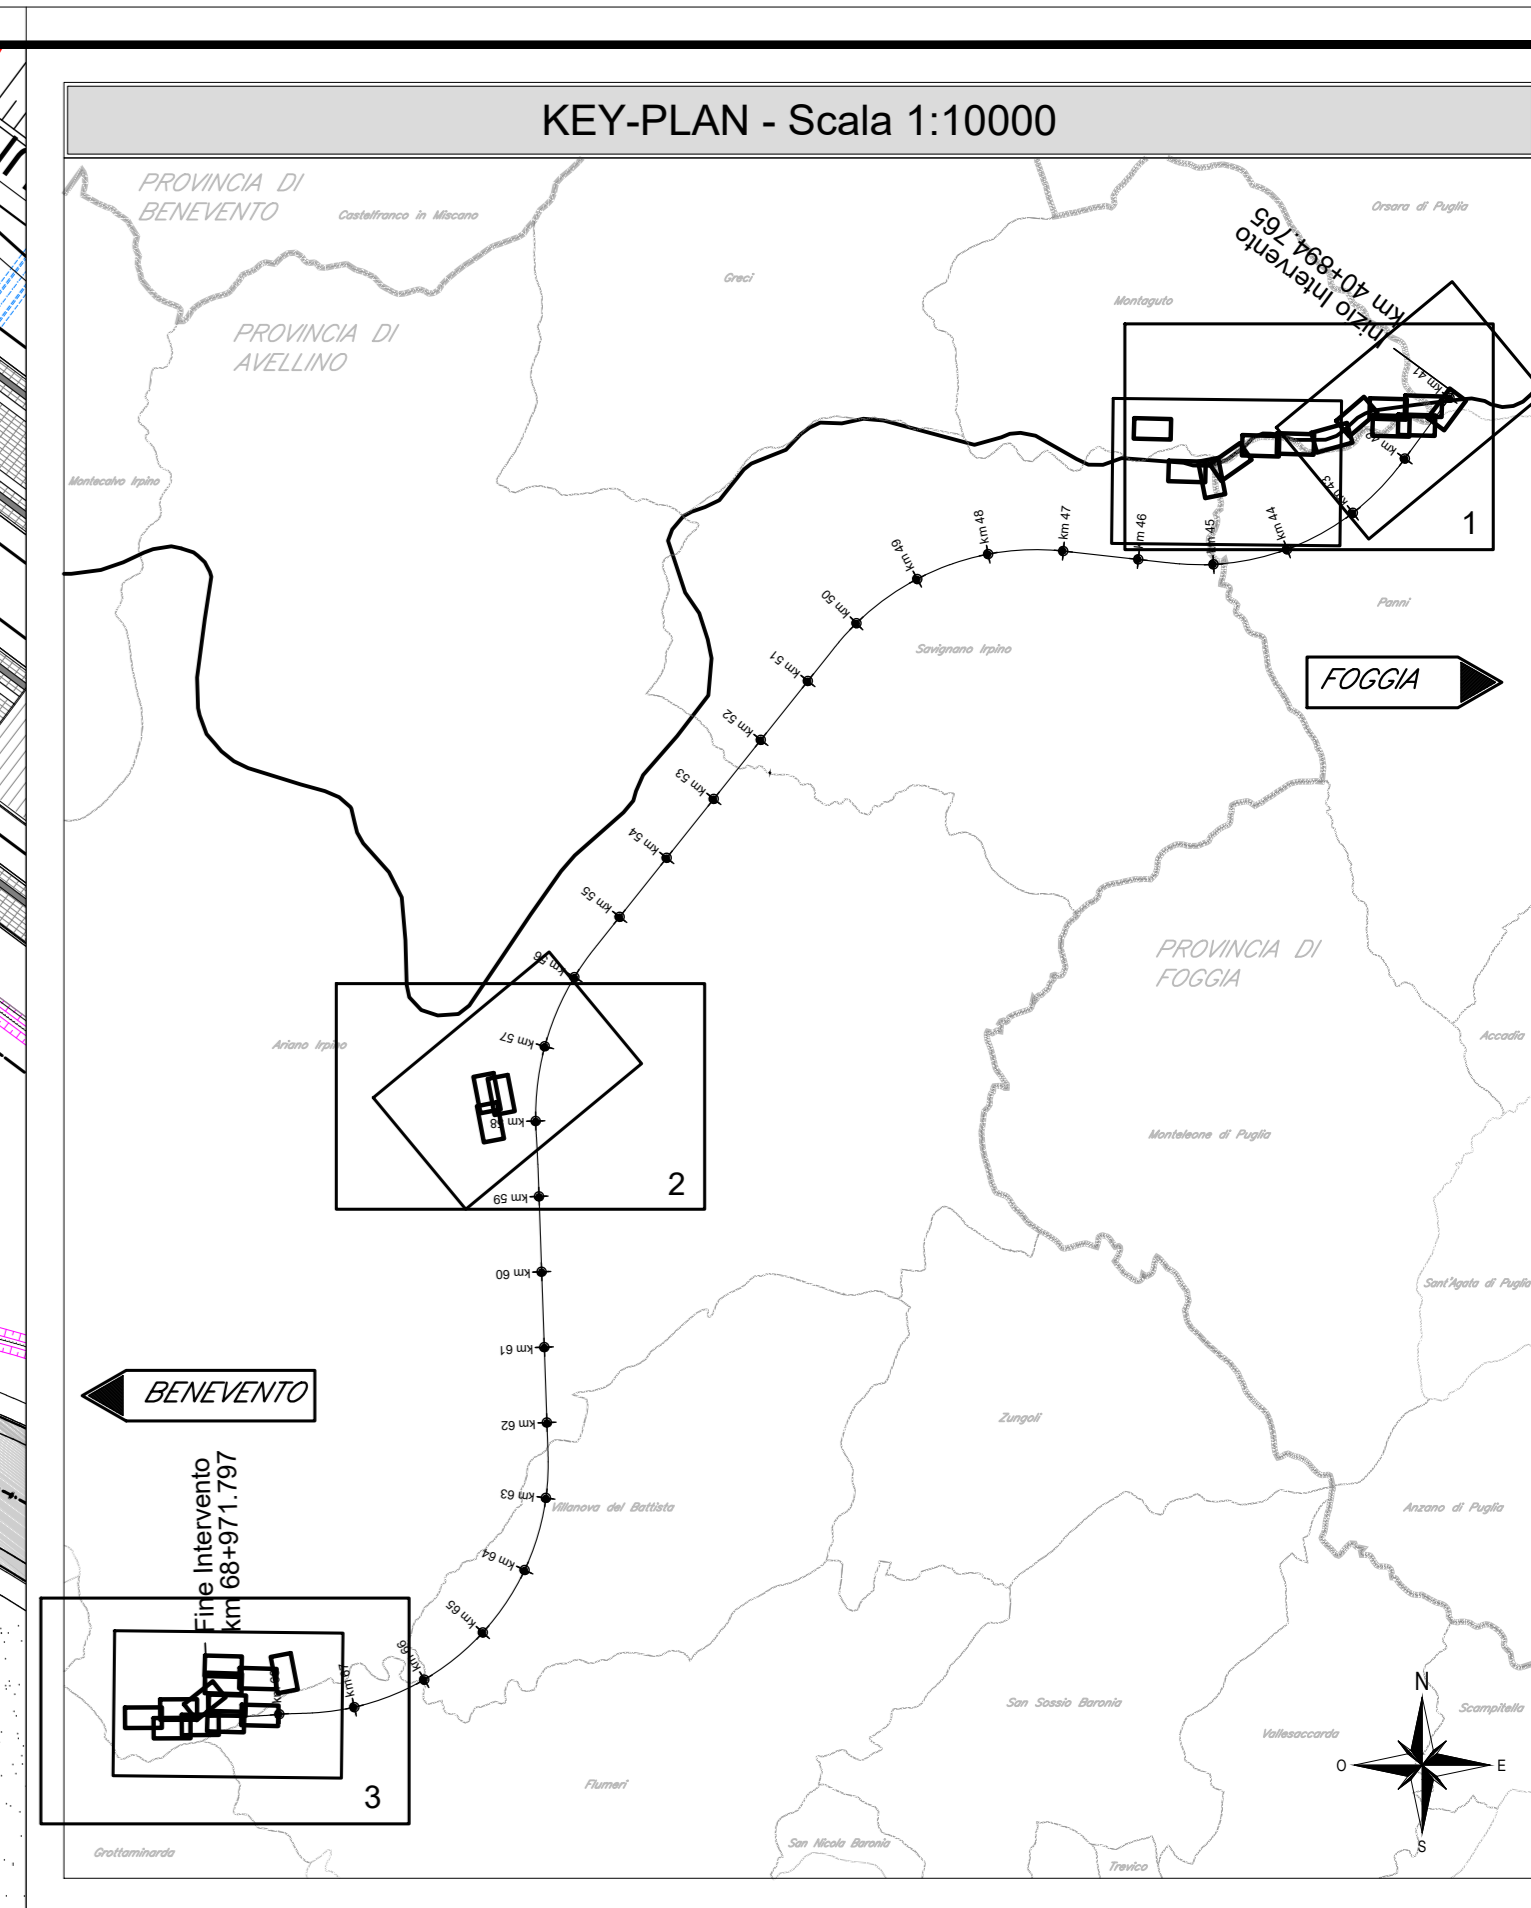 KEY-PLAN - Scala 1:10000
PROVINCIA DI
BENEVENTO
Castelfranco in Miscano
Orsara di Puglia
Greci
Montaguto
Inizio Intervento
km 40+894.765
PROVINCIA DI
AVELLINO
km 41
km 43
1
Montecalvo Irpino
km 44
km 45
km 46
km 47
km 48
km 49
km 50
Panni
Savignano Irpino
FOGGIA
km 51
km 52
km 53
km 54
km 55
km 56
PROVINCIA DI
FOGGIA
Ariano Irpino
Accadia
km 57
km 58
Monteleone di Puglia
2
km 59
km 60
Sant'Agata di Puglia
km 61
BENEVENTO
km 62
Zungoli
Fine Intervento
km 68+971.797
km 63
Villanova del Battista
Anzano di Puglia
km 64
km 65
km 66
km 67
N
San Sossio Baronia
Scampitella
Vallesaccarda
O
E
Flumeri
3
S
San Nicola Baronia
Grottaminarda
Trevico